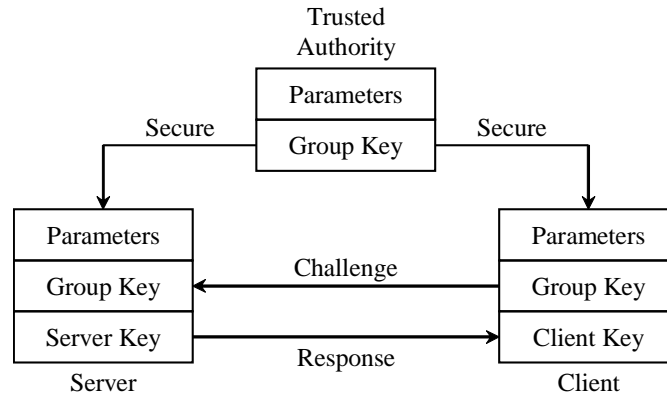 Trusted
Authority
Parameters
Secure
Group Key
Secure
Parameters
Parameters
Group Key
Challenge
Group Key
Server Key
Response
Client Key
Server
Client